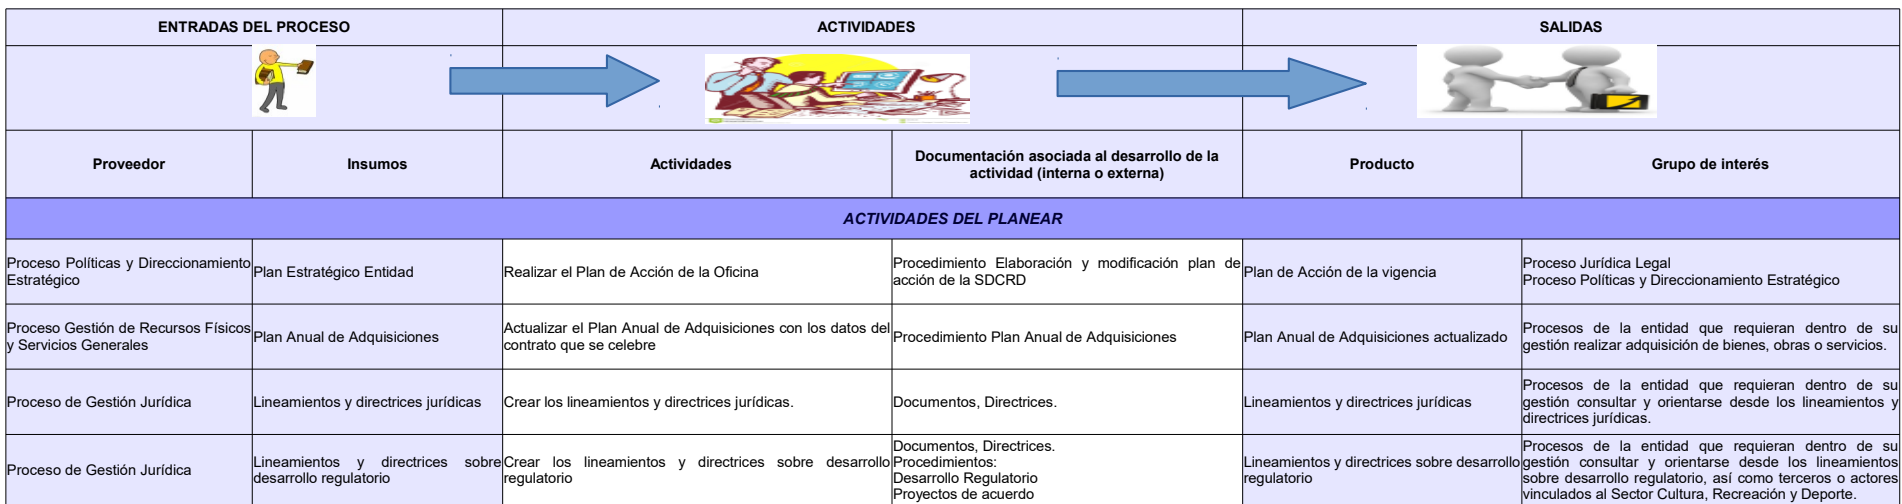 ENTRADAS DEL PROCESO
ACTIVIDADES
SALIDAS
Proveedor
Insumos
Actividades
Documentación asociada al desarrollo de la
actividad (interna o externa)
Producto
Grupo de interés
ACTIVIDADES DEL PLANEAR
Proceso Políticas y Direccionamiento
Estratégico
Plan Estratégico Entidad
Realizar el Plan de Acción de la Oficina
Procedimiento Elaboración y modificación plan de
acción de la SDCRD
Plan de Acción de la vigencia
Proceso Jurídica Legal
Proceso Políticas y Direccionamiento Estratégico
Proceso Gestión de Recursos Físicos
y Servicios Generales
Plan Anual de Adquisiciones
Actualizar el Plan Anual de Adquisiciones con los datos del
contrato que se celebre
Procedimiento Plan Anual de Adquisiciones
Plan Anual de Adquisiciones actualizado
Procesos de la entidad que requieran dentro de su
gestión realizar adquisición de bienes, obras o servicios.
Proceso de Gestión Jurídica
Lineamientos y directrices jurídicas
Crear los lineamientos y directrices jurídicas.
Documentos, Directrices.
Lineamientos y directrices jurídicas
Procesos de la entidad que requieran dentro de su
gestión consultar y orientarse desde los lineamientos y
directrices jurídicas.
Proceso de Gestión Jurídica
Lineamientos y directrices sobre
desarrollo regulatorio
Crear los lineamientos y directrices sobre desarrollo
regulatorio
Documentos, Directrices.
Procedimientos:
Desarrollo Regulatorio
Proyectos de acuerdo
Lineamientos y directrices sobre desarrollo
regulatorio
Procesos de la entidad que requieran dentro de su
gestión consultar y orientarse desde los lineamientos
sobre desarrollo regulatorio, así como terceros o actores
vinculados al Sector Cultura, Recreación y Deporte.